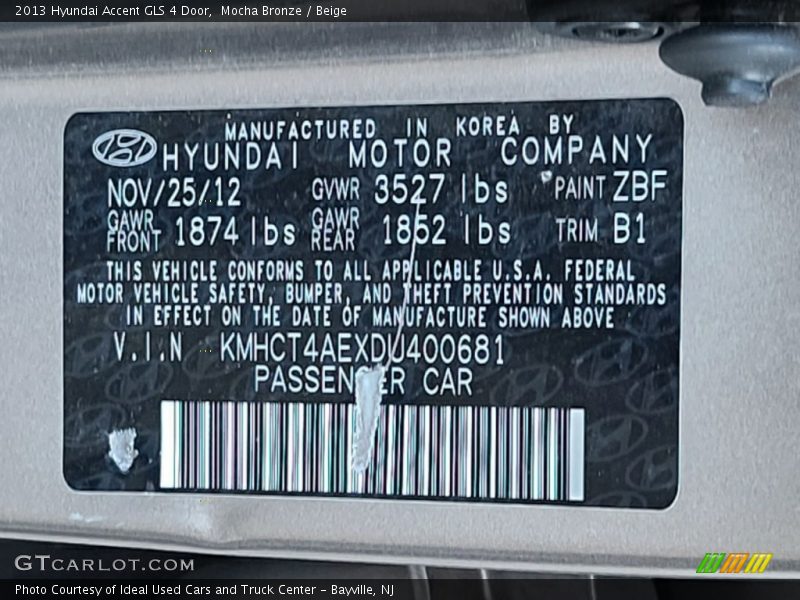 2013 Hyundai Accent GLS 4 Door,  Mocha Bronze / Beige
MANUFACTURED IN KOREA BY
HYUNDAI MOTOR COMPANY
NOV/25/12 GVWR 3527 lbs PAINT ZBF
GAWR FRONT 1874 lbs GAWR REAR 1852 lbs TRIM B1
THIS VEHICLE CONFORMS TO ALL APPLICABLE U.S.A. FEDERAL
MOTOR VEHICLE SAFETY, BUMPER, AND THEFT PREVENTION STANDARDS
IN EFFECT ON THE DATE OF MANUFACTURE SHOWN ABOVE
V.I.N KMHCT4AEXDU400681
PASSENGER CAR
GTCARLOT.COM
Photo Courtesy of Ideal Used Cars and Truck Center – Bayville, NJ